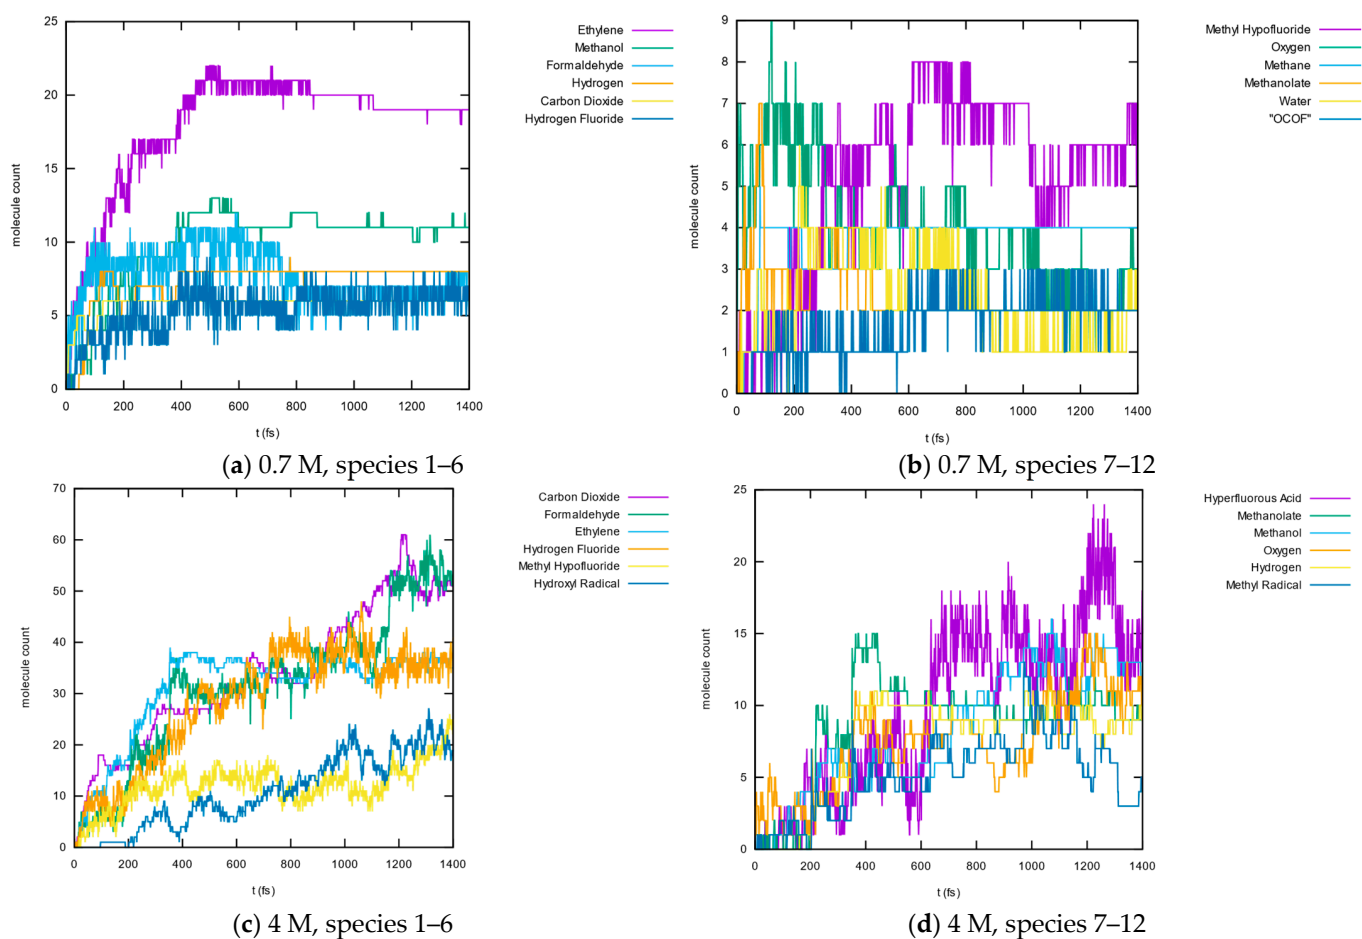 Ethylene
Methanol
Formaldehyde
Hydrogen
Carbon Dioxide
Hydrogen Fluoride
25
20
15
10
5
0
molecule count
0 200 400 600 800 1000 1200 1400
t (fs)
(a) 0.7 M, species 1–6
Methyl Hypofluoride
Oxygen
Methane
Methanolate
Water
"OCOF"
9
8
7
6
5
4
3
2
1
0
molecule count
0 200 400 600 800 1000 1200 1400
t (fs)
(b) 0.7 M, species 7–12
Carbon Dioxide
Formaldehyde
Ethylene
Hydrogen Fluoride
Methyl Hypofluoride
Hydroxyl Radical
70
60
50
40
30
20
10
0
molecule count
0 200 400 600 800 1000 1200 1400
t (fs)
(c) 4 M, species 1–6
Hyperfluorous Acid
Methanolate
Methanol
Oxygen
Hydrogen
Methyl Radical
25
20
15
10
5
0
molecule count
0 200 400 600 800 1000 1200 1400
t (fs)
(d) 4 M, species 7–12